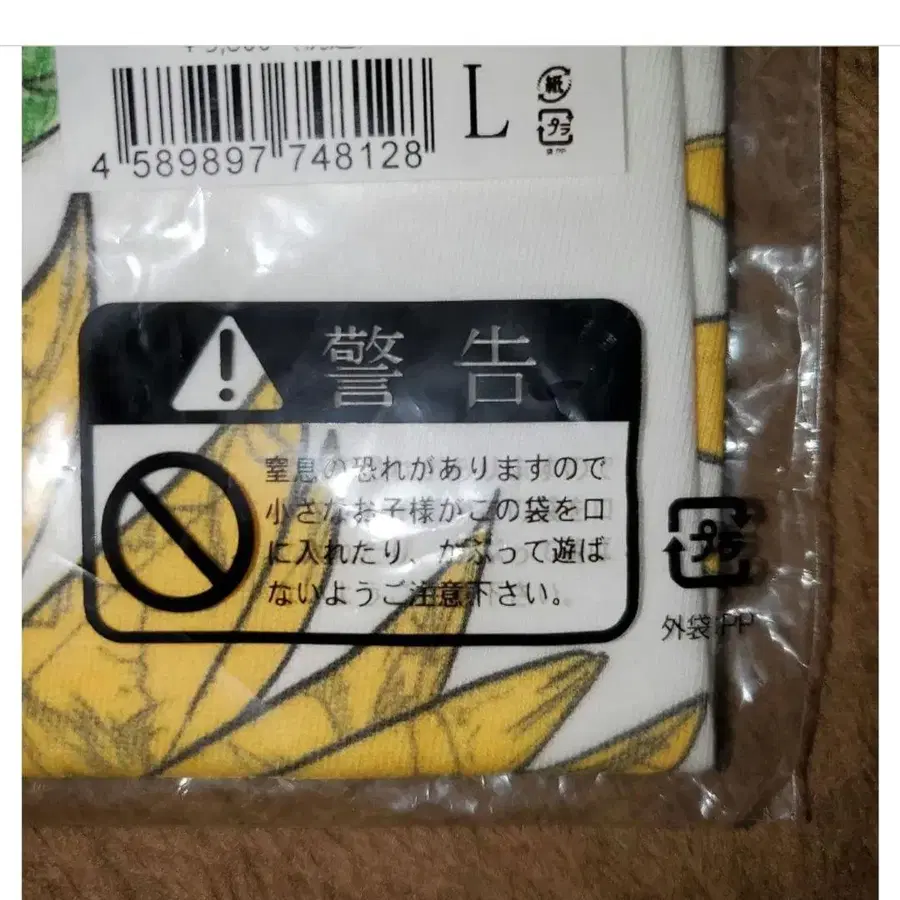 4 589897 748128
L
紙
プラ
警告
窒息の恐れがありますので
小さなお子様がこの袋を口
に入れたり、かぶって遊ば
ないようご注意下さい。
プラ
外袋:PP